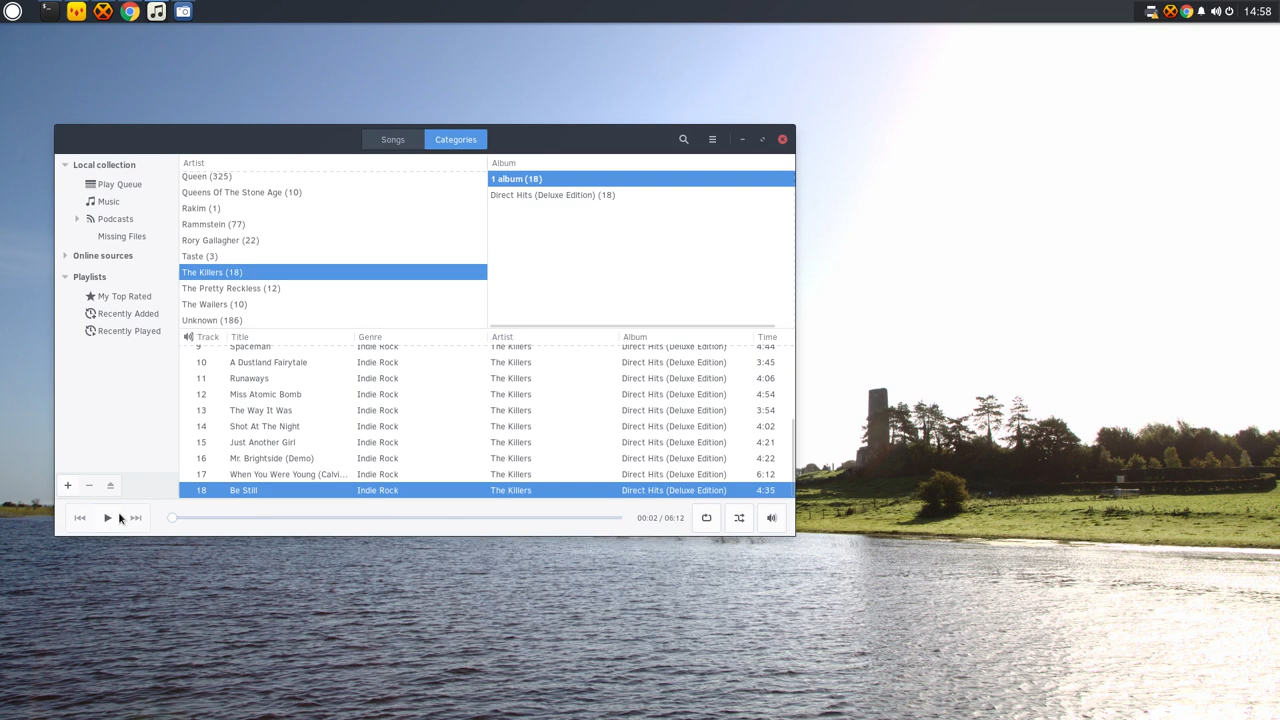 14:58
Songs
Categories
Local collection
Play Queue
Music
Podcasts
Missing Files
Online sources
Playlists
My Top Rated
Recently Added
Recently Played
Artist
Queen (325)
Queens Of The Stone Age (10)
Rakim (1)
Rammstein (77)
Rory Gallagher (22)
Taste (3)
The Killers (18)
The Pretty Reckless (12)
The Wailers (10)
Unknown (186)
Album
1 album (18)
Direct Hits (Deluxe Edition) (18)
Track Title Genre Artist Album Time
9 Spaceman Indie Rock The Killers Direct Hits (Deluxe Edition) 4:44
10 A Dustland Fairytale Indie Rock The Killers Direct Hits (Deluxe Edition) 3:45
11 Runaways Indie Rock The Killers Direct Hits (Deluxe Edition) 4:06
12 Miss Atomic Bomb Indie Rock The Killers Direct Hits (Deluxe Edition) 4:54
13 The Way It Was Indie Rock The Killers Direct Hits (Deluxe Edition) 3:54
14 Shot At The Night Indie Rock The Killers Direct Hits (Deluxe Edition) 4:02
15 Just Another Girl Indie Rock The Killers Direct Hits (Deluxe Edition) 4:21
16 Mr. Brightside (Demo) Indie Rock The Killers Direct Hits (Deluxe Edition) 4:22
17 When You Were Young (Calvi... Indie Rock The Killers Direct Hits (Deluxe Edition) 6:12
18 Be Still Indie Rock The Killers Direct Hits (Deluxe Edition) 4:35
00:02 / 06:12